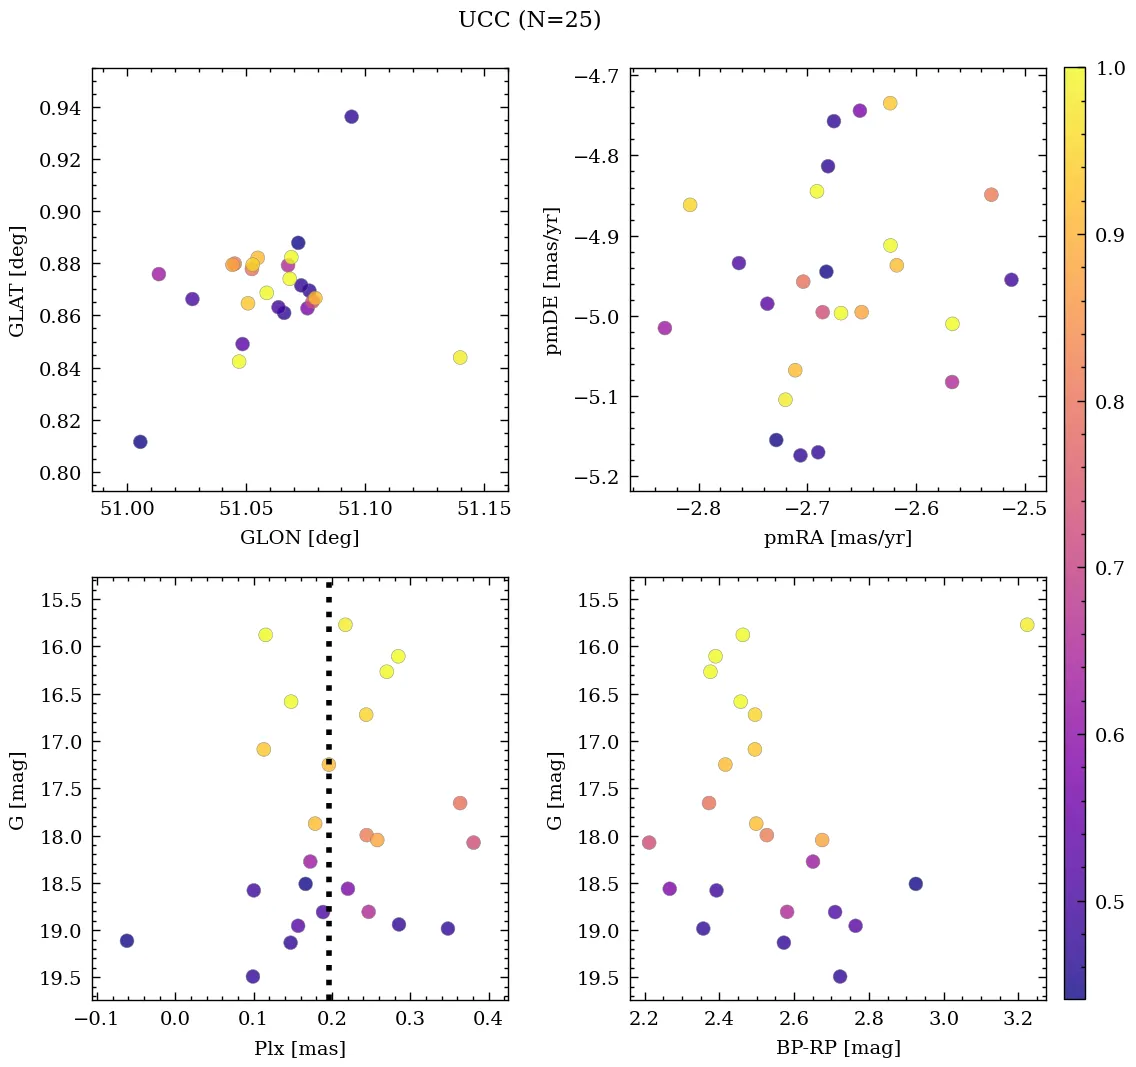 UCC (N=25)
0.94
0.92
0.90
0.88
0.86
0.84
0.82
0.80
GLAT [deg]
51.00 51.05 51.10 51.15
GLON [deg]
−4.7
−4.8
−4.9
−5.0
−5.1
−5.2
pmDE [mas/yr]
−2.8 −2.7 −2.6 −2.5
pmRA [mas/yr]
15.5
16.0
16.5
17.0
17.5
18.0
18.5
19.0
19.5
G [mag]
−0.1 0.0 0.1 0.2 0.3 0.4
Plx [mas]
15.5
16.0
16.5
17.0
17.5
18.0
18.5
19.0
19.5
G [mag]
2.2 2.4 2.6 2.8 3.0 3.2
BP-RP [mag]
1.0
0.9
0.8
0.7
0.6
0.5